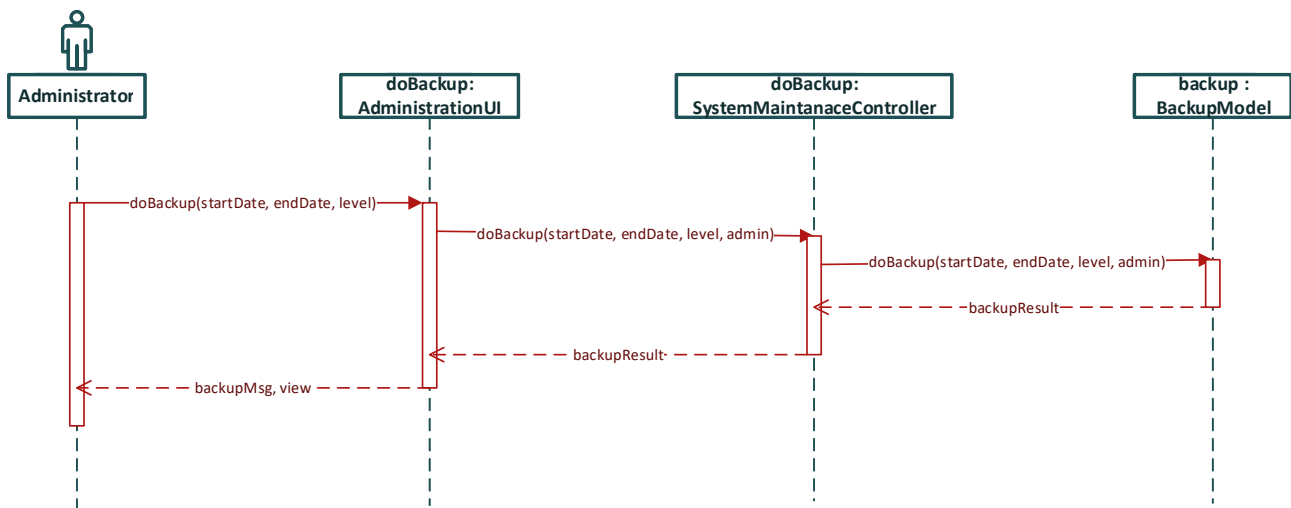 Administrator
doBackup:
AdministrationUI
doBackup:
SystemMaintanaceController
backup :
BackupModel
doBackup(startDate, endDate, level)
doBackup(startDate, endDate, level, admin)
doBackup(startDate, endDate, level, admin)
backupResult
backupResult
backupMsg, view